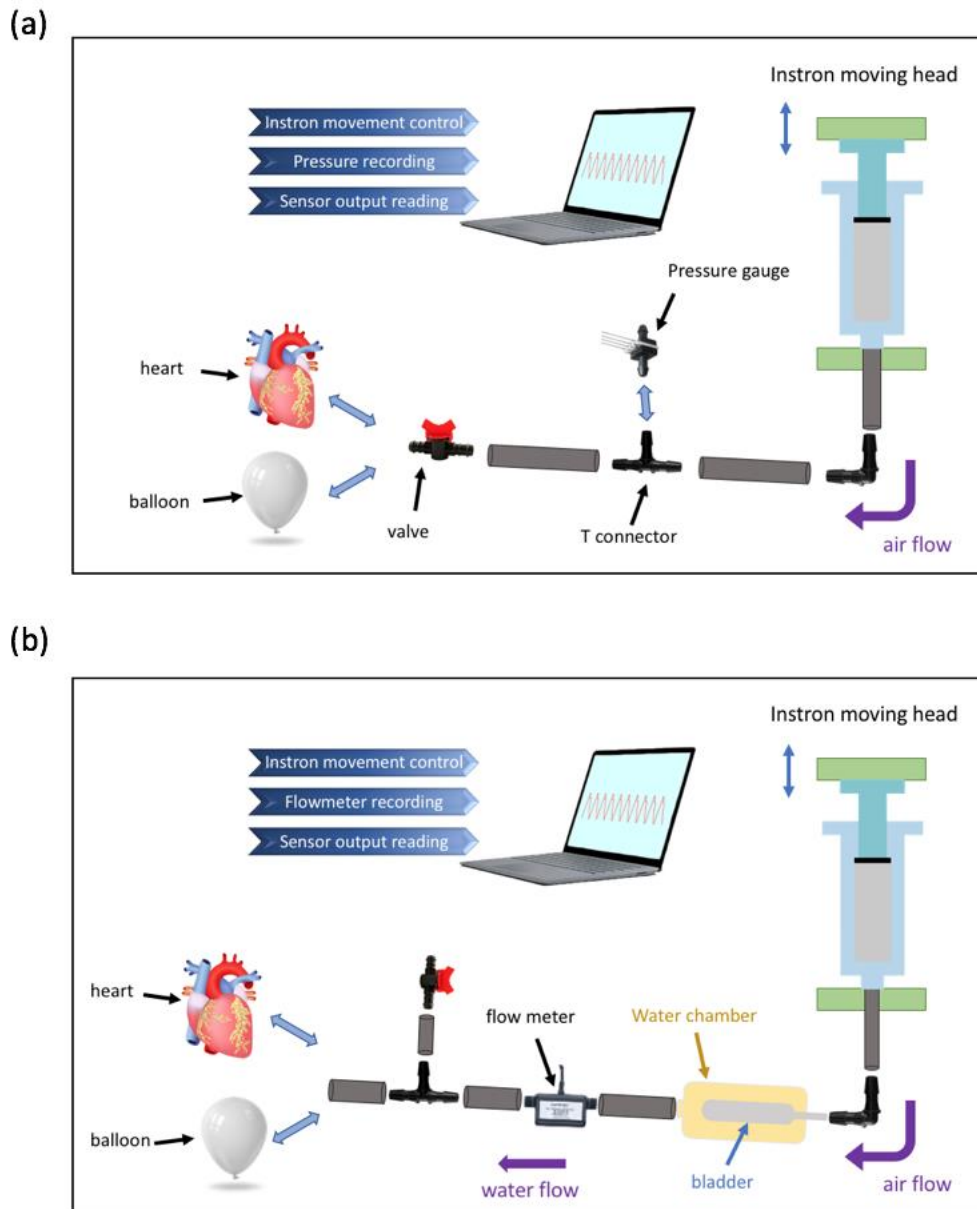 (a)
Instron moving head
Instron movement control
Pressure recording
Sensor output reading
Pressure gauge
heart
balloon
valve
T connector
air flow
(b)
Instron moving head
Instron movement control
Flowmeter recording
Sensor output reading
heart
flow meter
Water chamber
balloon
water flow
bladder
air flow